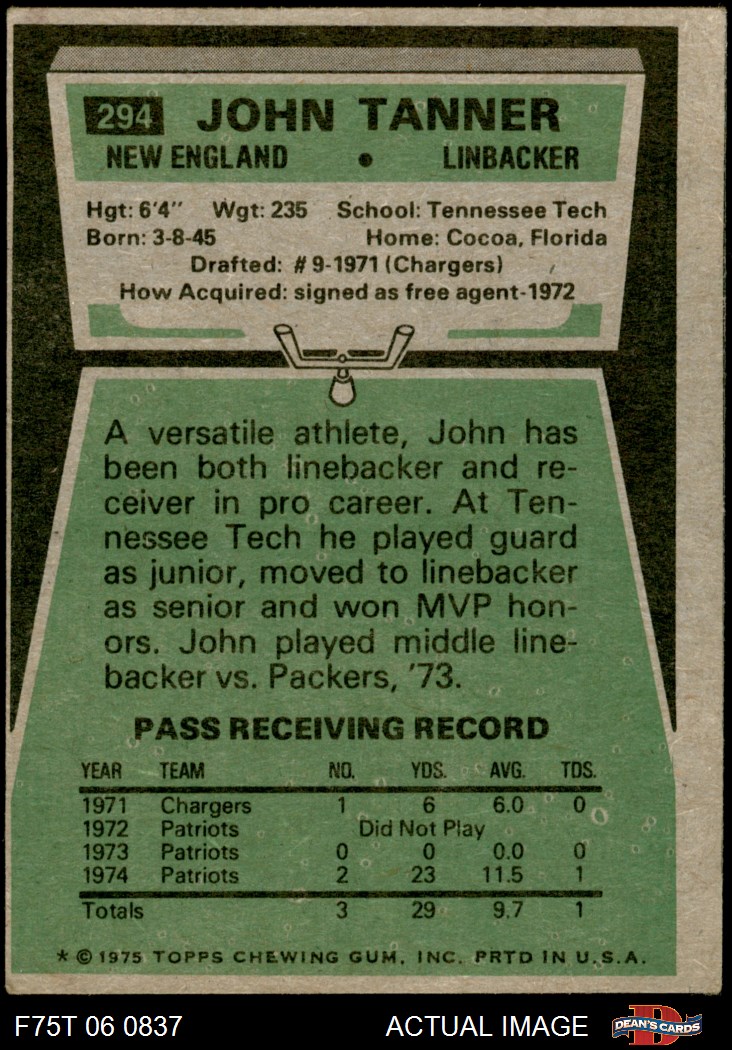 294 JOHN TANNER
NEW ENGLAND • LINBACKER
Hgt: 6'4" Wgt: 235 School: Tennessee Tech
Born: 3-8-45 Home: Cocoa, Florida
Drafted: #9-1971 (Chargers)
How Acquired: signed as free agent-1972
A versatile athlete, John has
been both linebacker and re-
ceiver in pro career. At Ten-
nessee Tech he played guard
as junior, moved to linebacker
as senior and won MVP hon-
ors. John played middle line-
backer vs. Packers, '73.
PASS RECEIVING RECORD
YEAR TEAM NO. YDS. AVG. TDS.
1971 Chargers 1 6 6.0 0
1972 Patriots Did Not Play
1973 Patriots 0 0 0.0 0
1974 Patriots 2 23 11.5 1
Totals 3 29 9.7 1
* © 1975 TOPPS CHEWING GUM, INC. PRTD IN U.S.A.
F75T 06 0837 ACTUAL IMAGE D DEAN'S CARDS